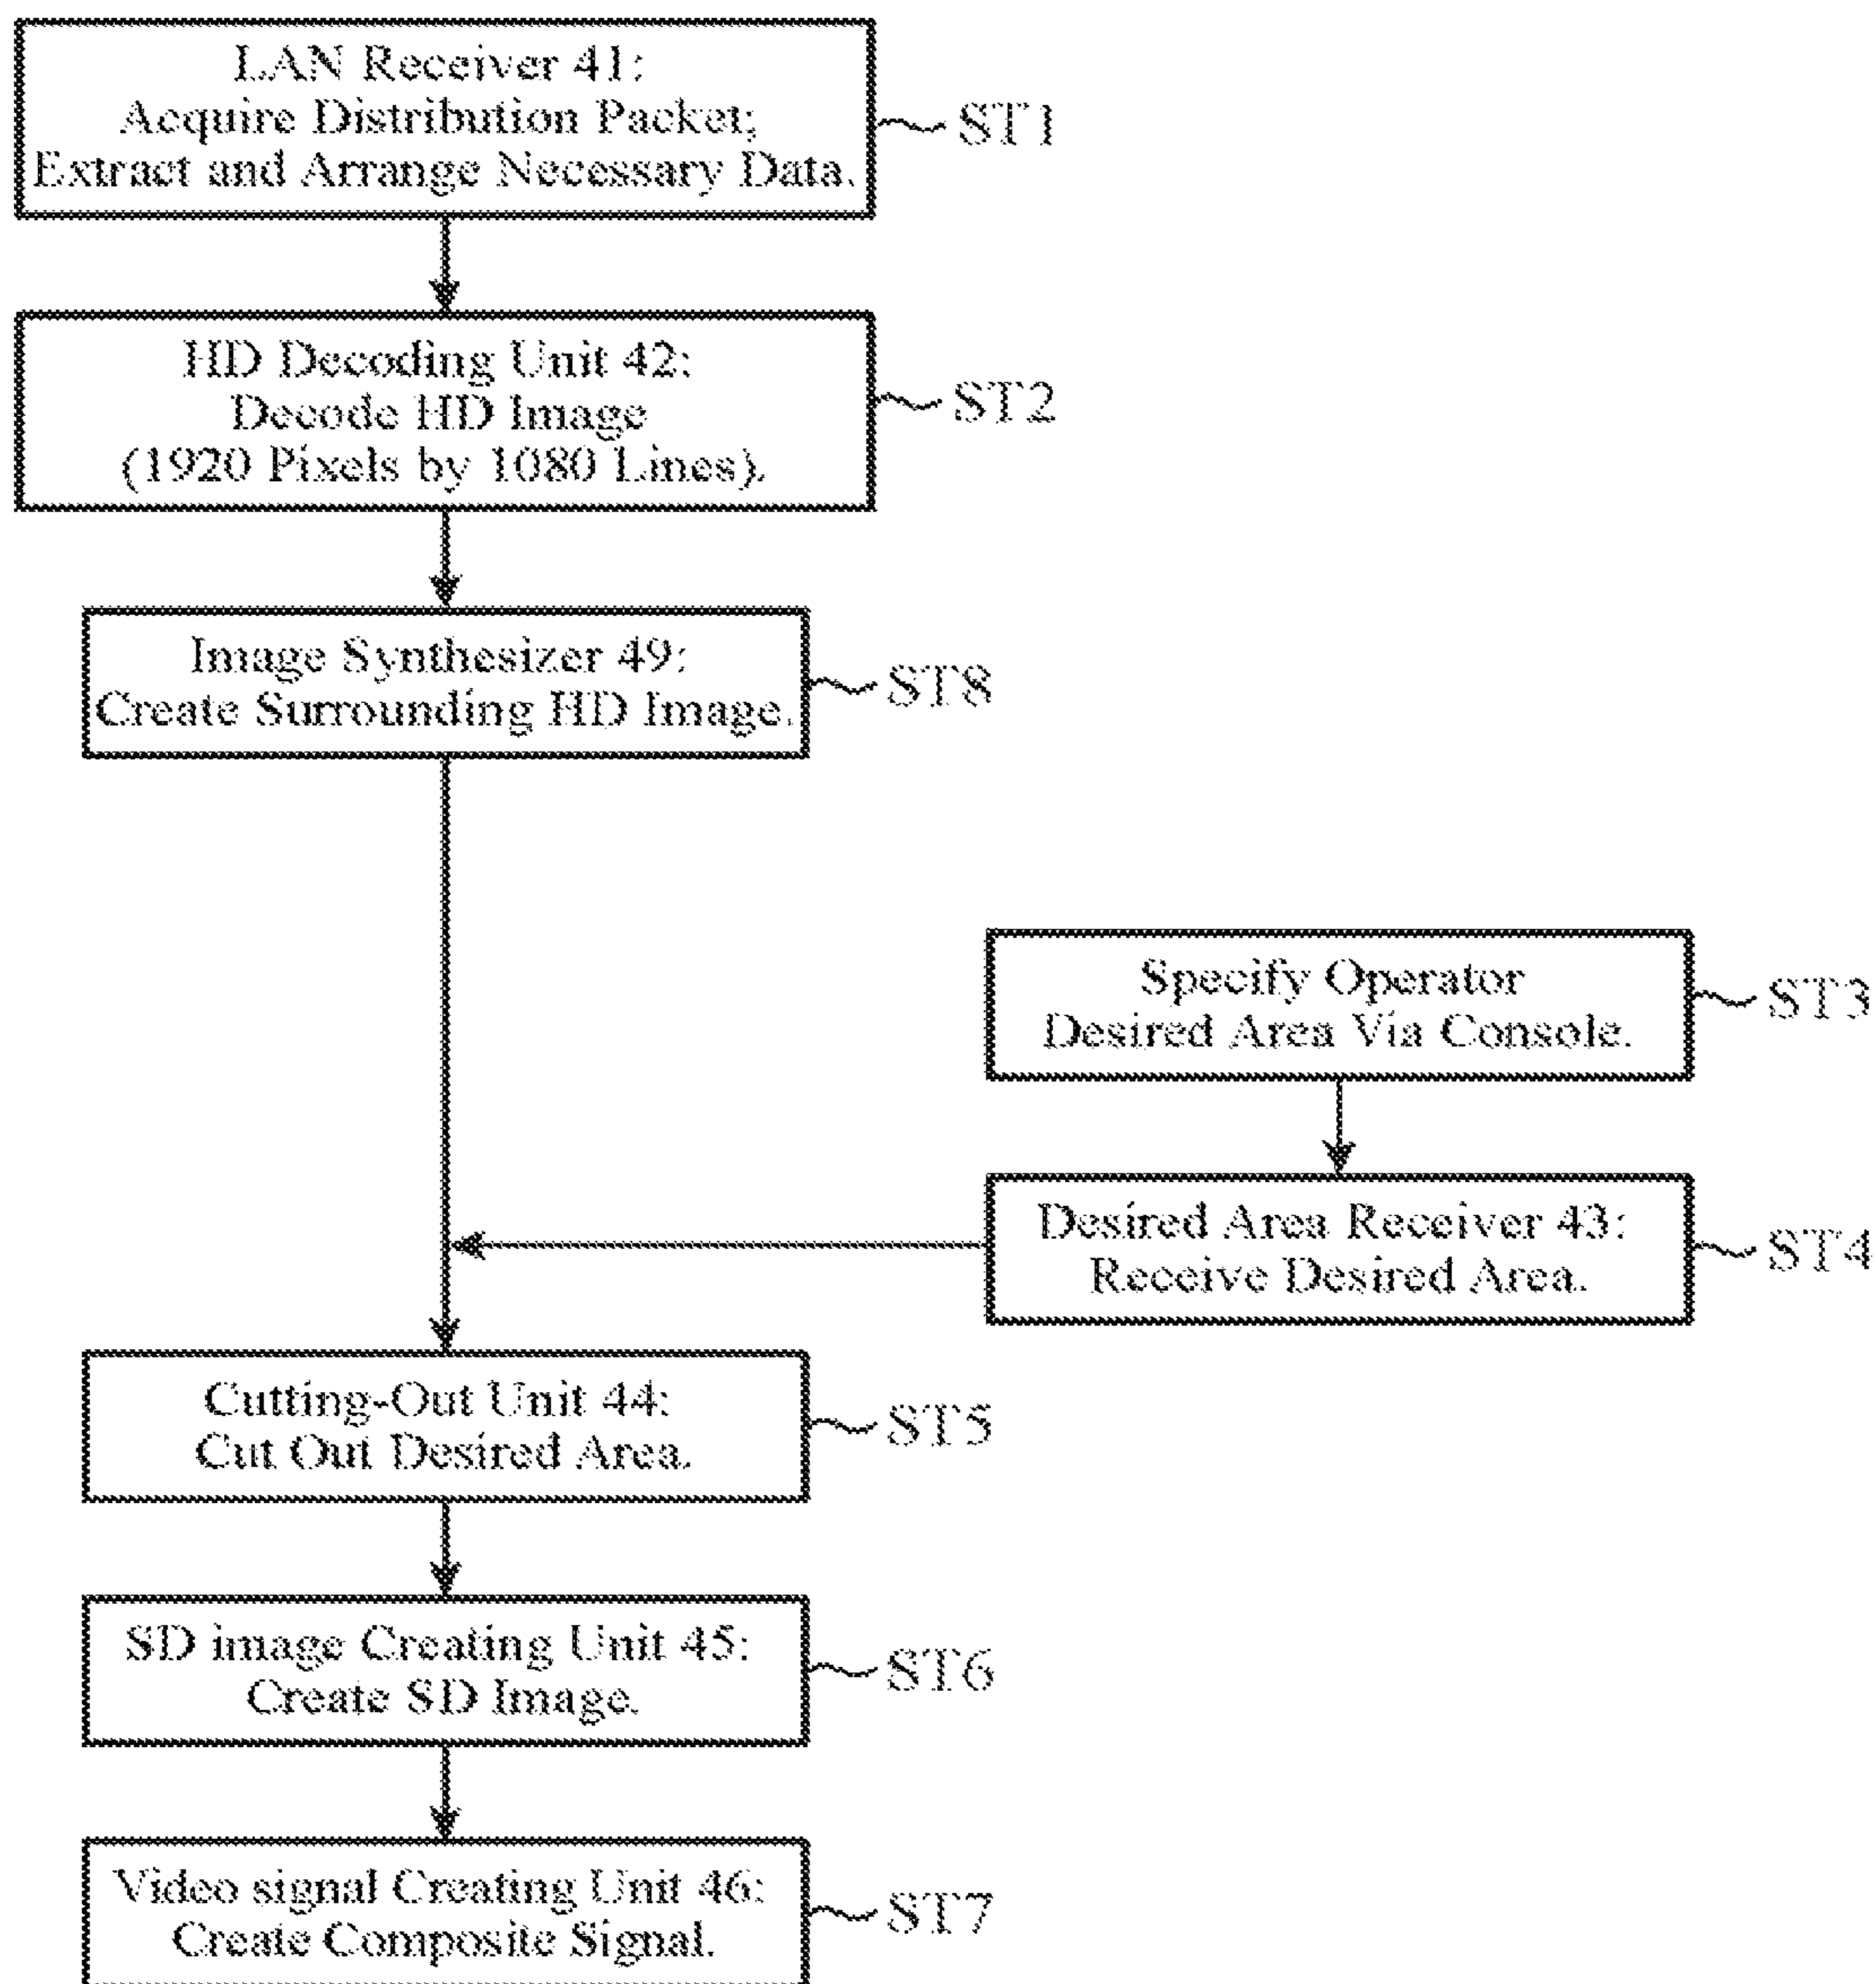 LAN Receiver 41:
Acquire Distribution Packet;
Extract and Arrange Necessary Data.
ST1
HD Decoding Unit 42:
Decode HD Image
(1920 Pixels by 1080 Lines).
ST2
Image Synthesizer 49:
Create Surrounding HD Image.
ST8
Specify Operator
Desired Area Via Console.
ST3
Desired Area Receiver 43:
Receive Desired Area.
ST4
Cutting-Out Unit 44:
Cut Out Desired Area.
ST5
SD image Creating Unit 45:
Create SD Image.
ST6
Video signal Creating Unit 46:
Create Composite Signal.
ST7